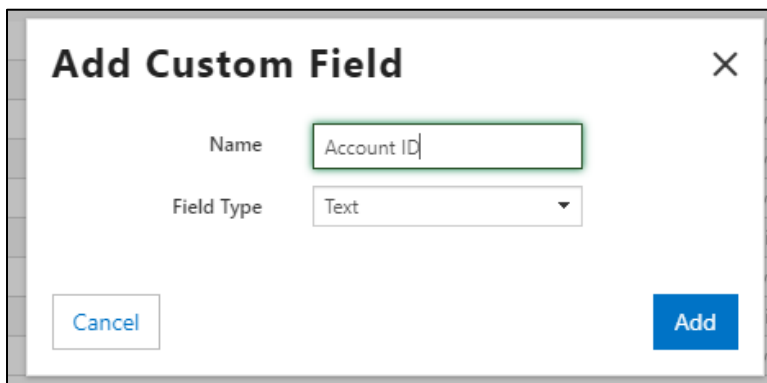 Add Custom Field
Name
Account ID
Field Type
Text
Cancel
Add